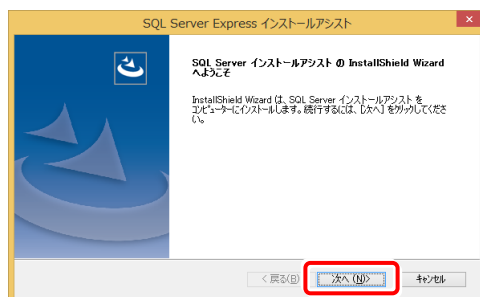 SQL Server Express インストールアシスト
SQL Server インストールアシスト の InstallShield Wizard
へようこそ
InstallShield Wizard は、SQL Server インストールアシスト を
コンピューターにインストールします。続行するには、[次へ] をクリックしてくださ
い。
< 戻る(B)
次へ (N)>
キャンセル